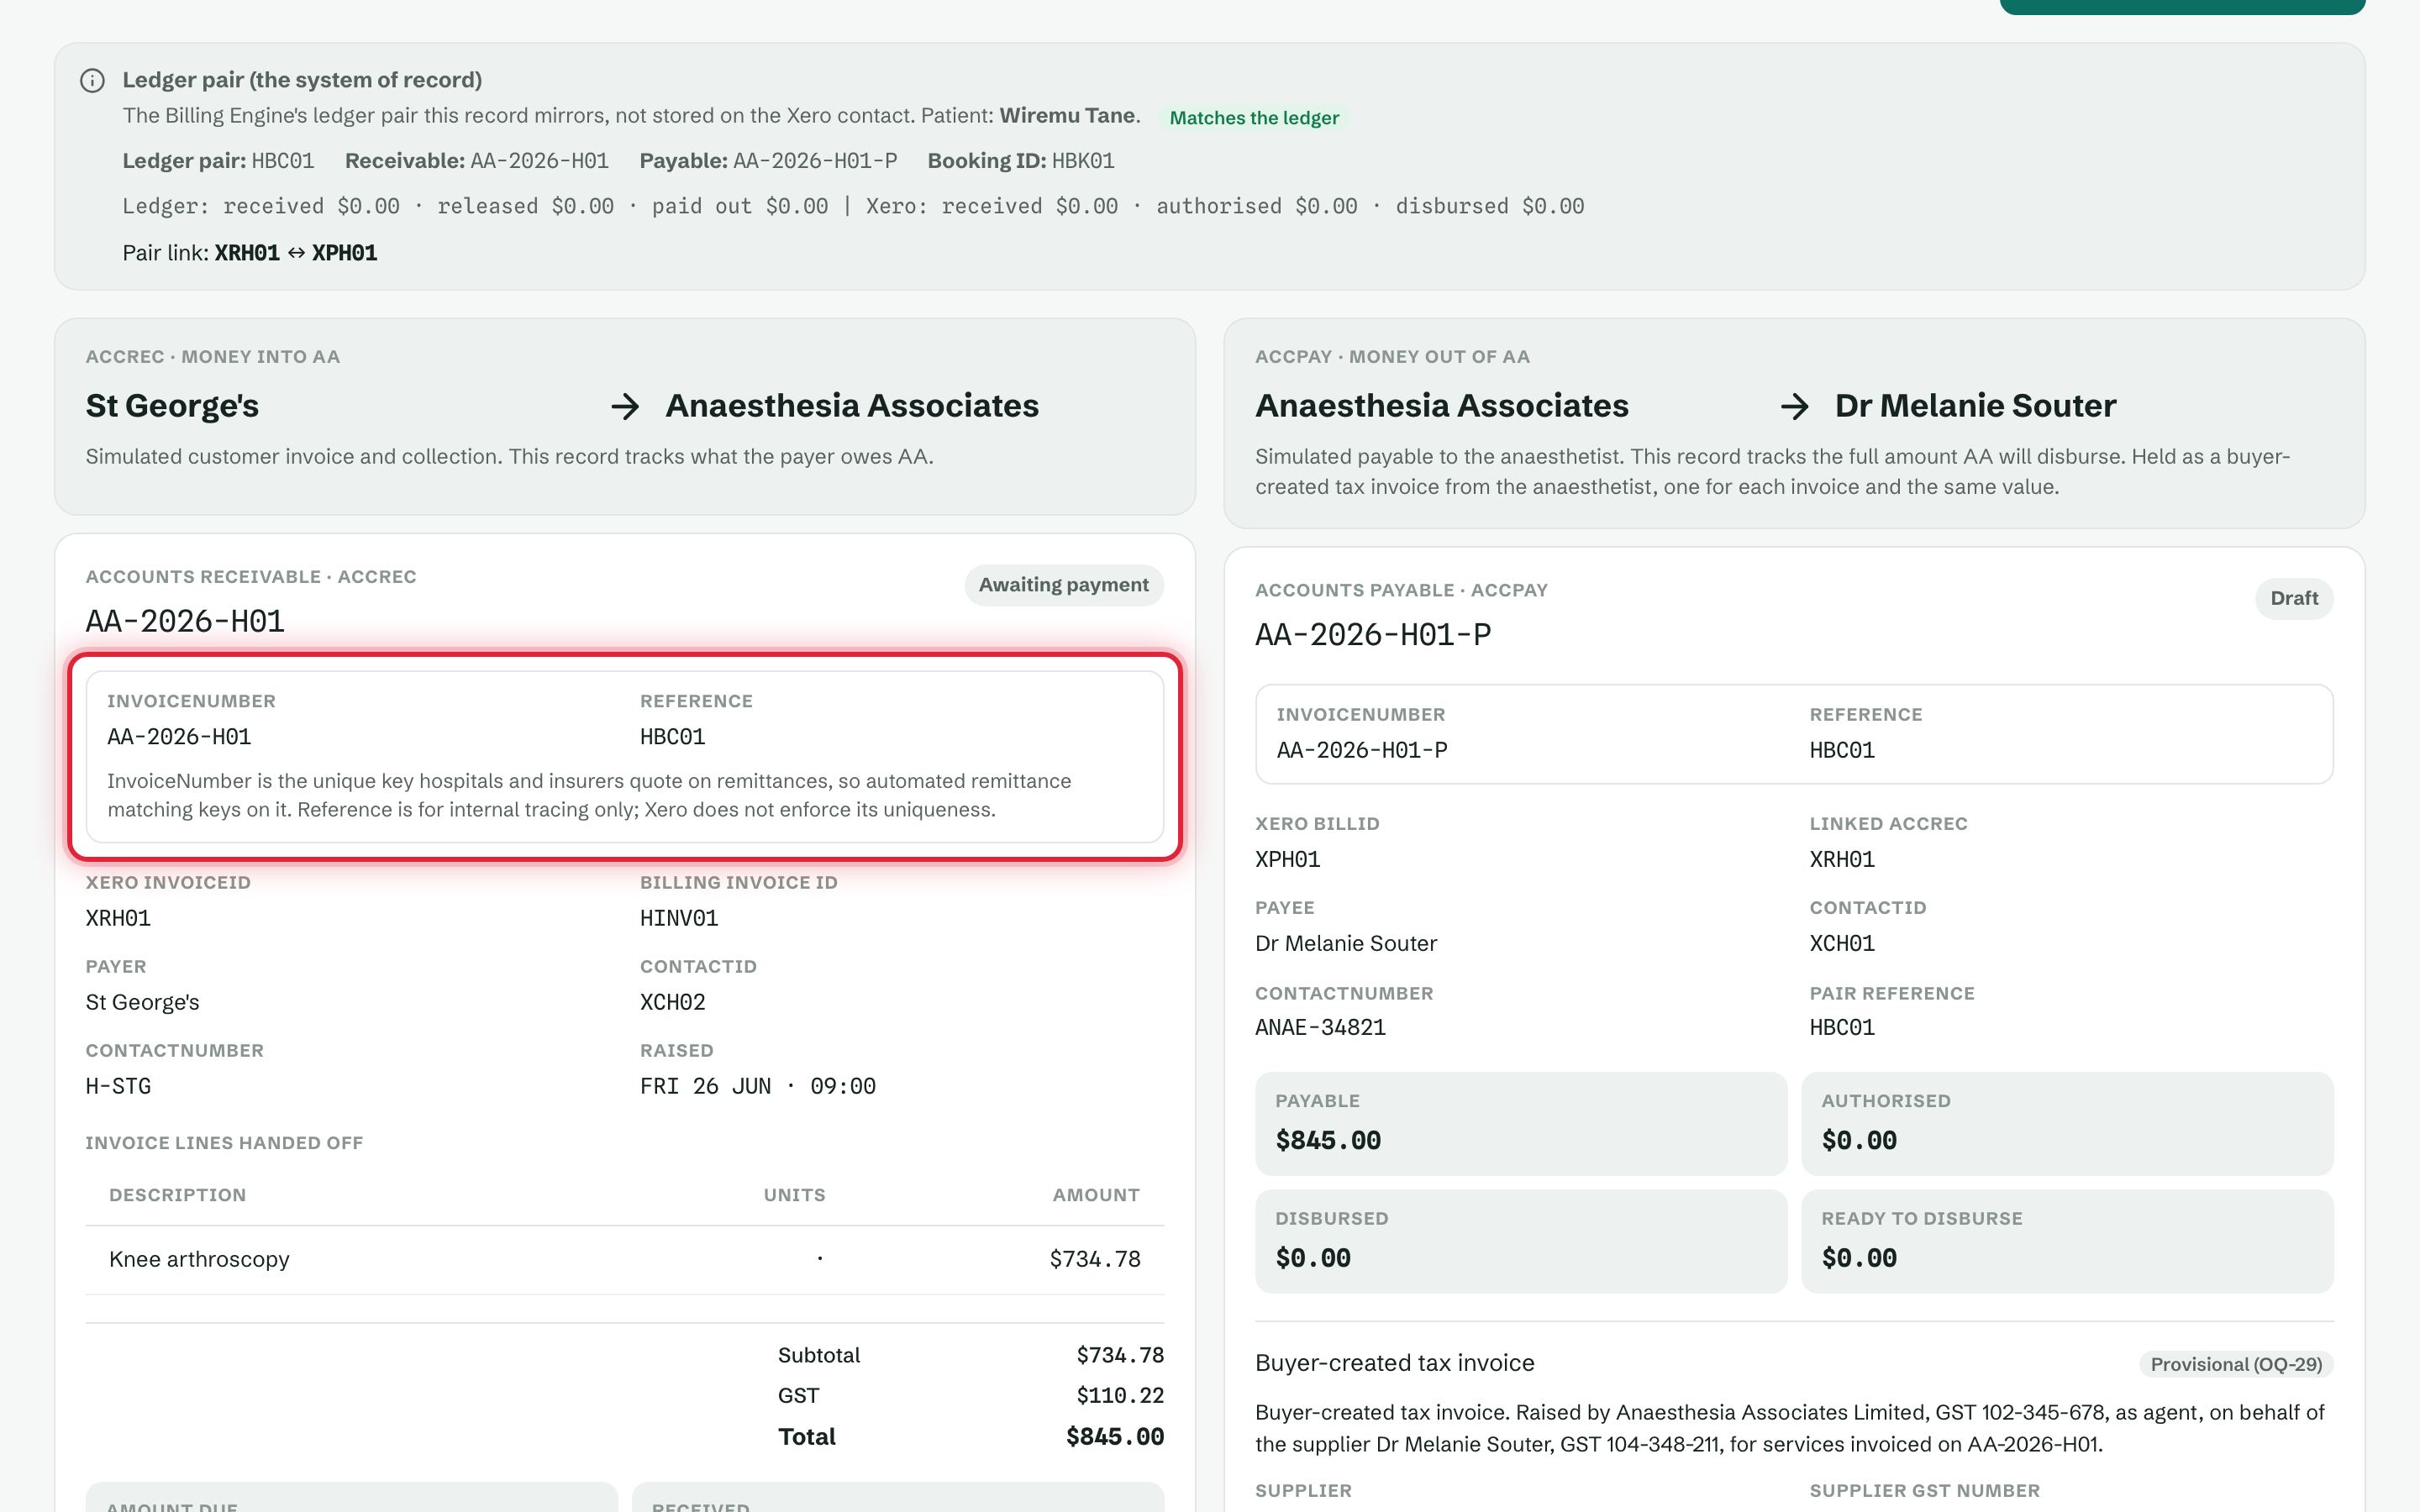 Ledger pair (the system of record)
The Billing Engine's ledger pair this record mirrors, not stored on the Xero contact. Patient: Wiremu Tane. Matches the ledger
Ledger pair: HBC01 Receivable: AA-2026-H01 Payable: AA-2026-H01-P Booking ID: HBK01
Ledger: received $0.00 · released $0.00 · paid out $0.00 | Xero: received $0.00 · authorised $0.00 · disbursed $0.00
Pair link: XRH01 ↔ XPH01
ACCREC · MONEY INTO AA
St George's → Anaesthesia Associates
Simulated customer invoice and collection. This record tracks what the payer owes AA.
ACCOUNTS RECEIVABLE · ACCREC
Awaiting payment
AA-2026-H01
INVOICENUMBER REFERENCE
AA-2026-H01 HBC01
InvoiceNumber is the unique key hospitals and insurers quote on remittances, so automated remittance
matching keys on it. Reference is for internal tracing only; Xero does not enforce its uniqueness.
XERO INVOICEID BILLING INVOICE ID
XRH01 HINV01
PAYER CONTACTID
St George's XCH02
CONTACTNUMBER RAISED
H-STG FRI 26 JUN · 09:00
INVOICE LINES HANDED OFF
DESCRIPTION UNITS AMOUNT
Knee arthroscopy · $734.78
Subtotal $734.78
GST $110.22
Total $845.00
AMOUNT DUE RECEIVED
ACCPAY · MONEY OUT OF AA
Anaesthesia Associates → Dr Melanie Souter
Simulated payable to the anaesthetist. This record tracks the full amount AA will disburse. Held as a buyer-
created tax invoice from the anaesthetist, one for each invoice and the same value.
ACCOUNTS PAYABLE · ACCPAY
Draft
AA-2026-H01-P
INVOICENUMBER REFERENCE
AA-2026-H01-P HBC01
XERO BILLID LINKED ACCREC
XPH01 XRH01
PAYEE CONTACTID
Dr Melanie Souter XCH01
CONTACTNUMBER PAIR REFERENCE
ANAE-34821 HBC01
PAYABLE AUTHORISED
$845.00 $0.00
DISBURSED READY TO DISBURSE
$0.00 $0.00
Buyer-created tax invoice Provisional (OQ-29)
Buyer-created tax invoice. Raised by Anaesthesia Associates Limited, GST 102-345-678, as agent, on behalf of
the supplier Dr Melanie Souter, GST 104-348-211, for services invoiced on AA-2026-H01.
SUPPLIER SUPPLIER GST NUMBER